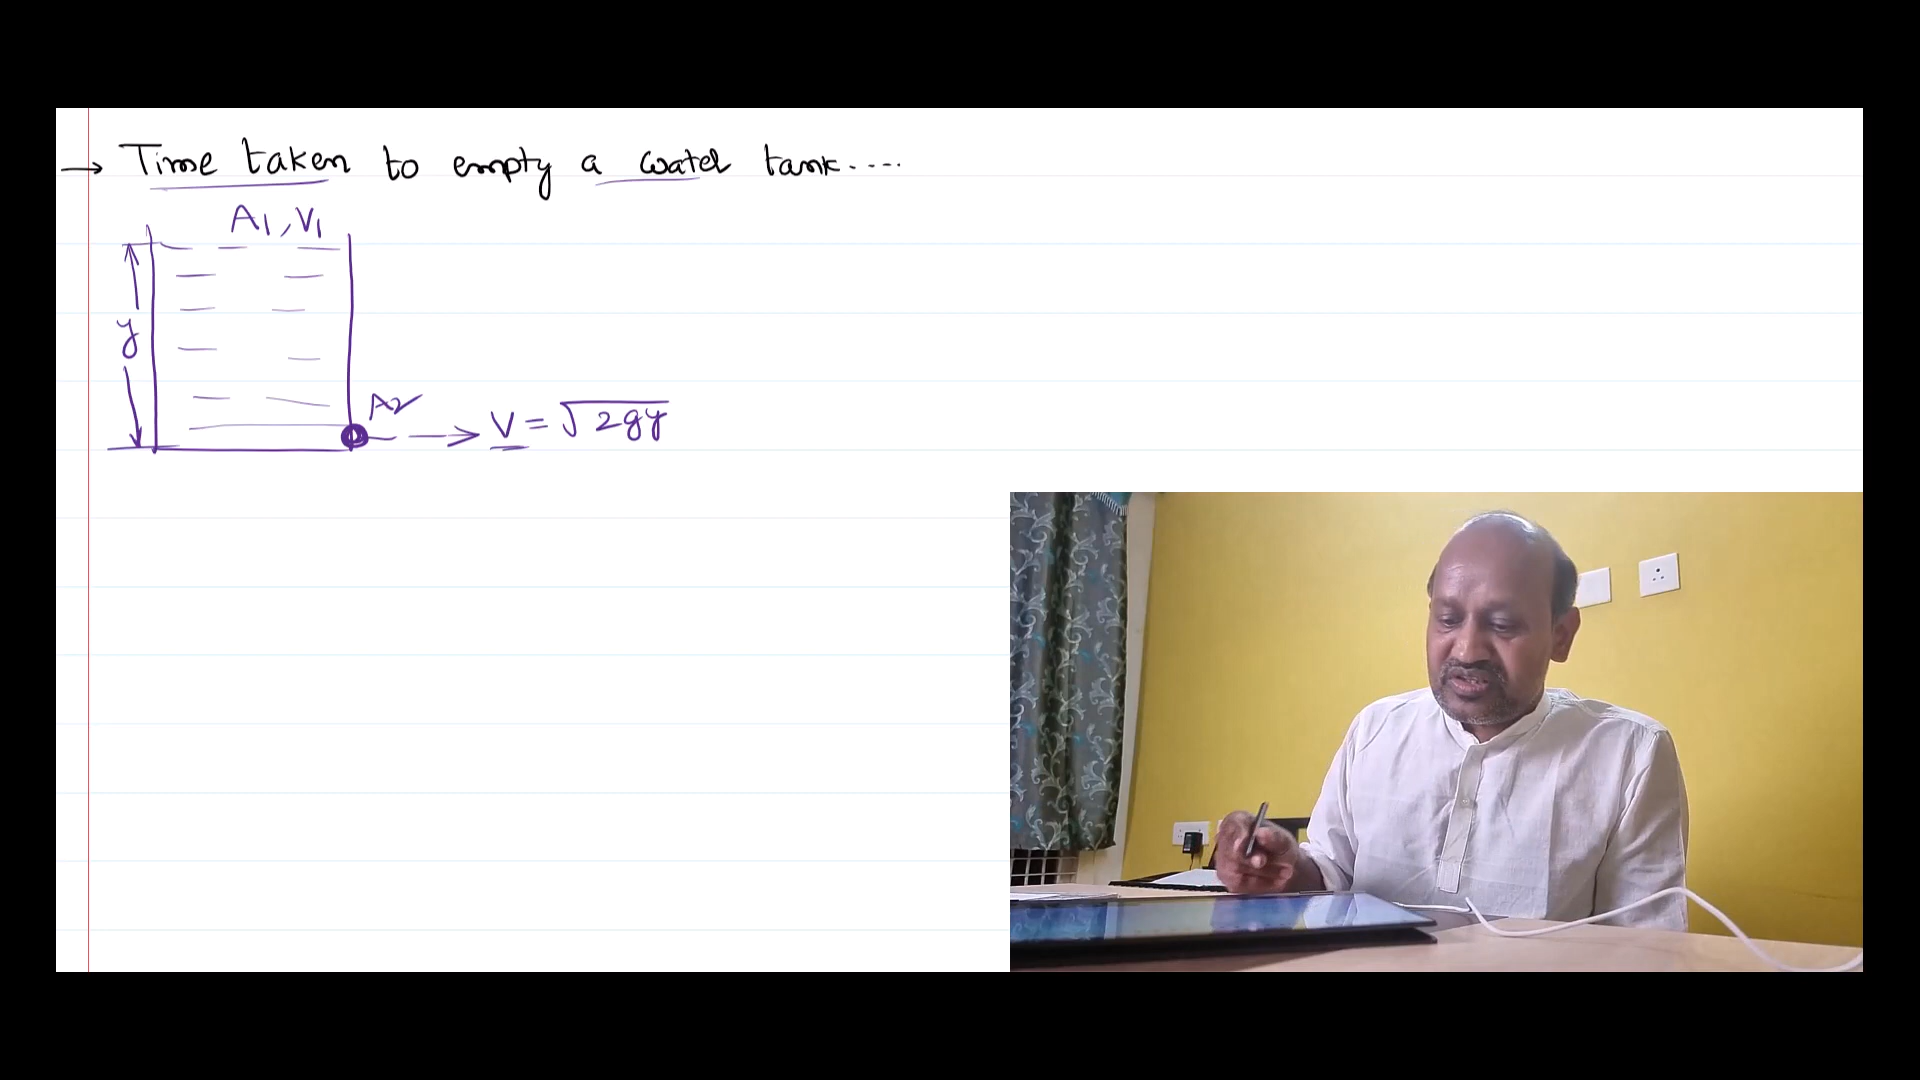 → Time taken to empty a water tank.....
A1, V1
y
A2
V = √2gy